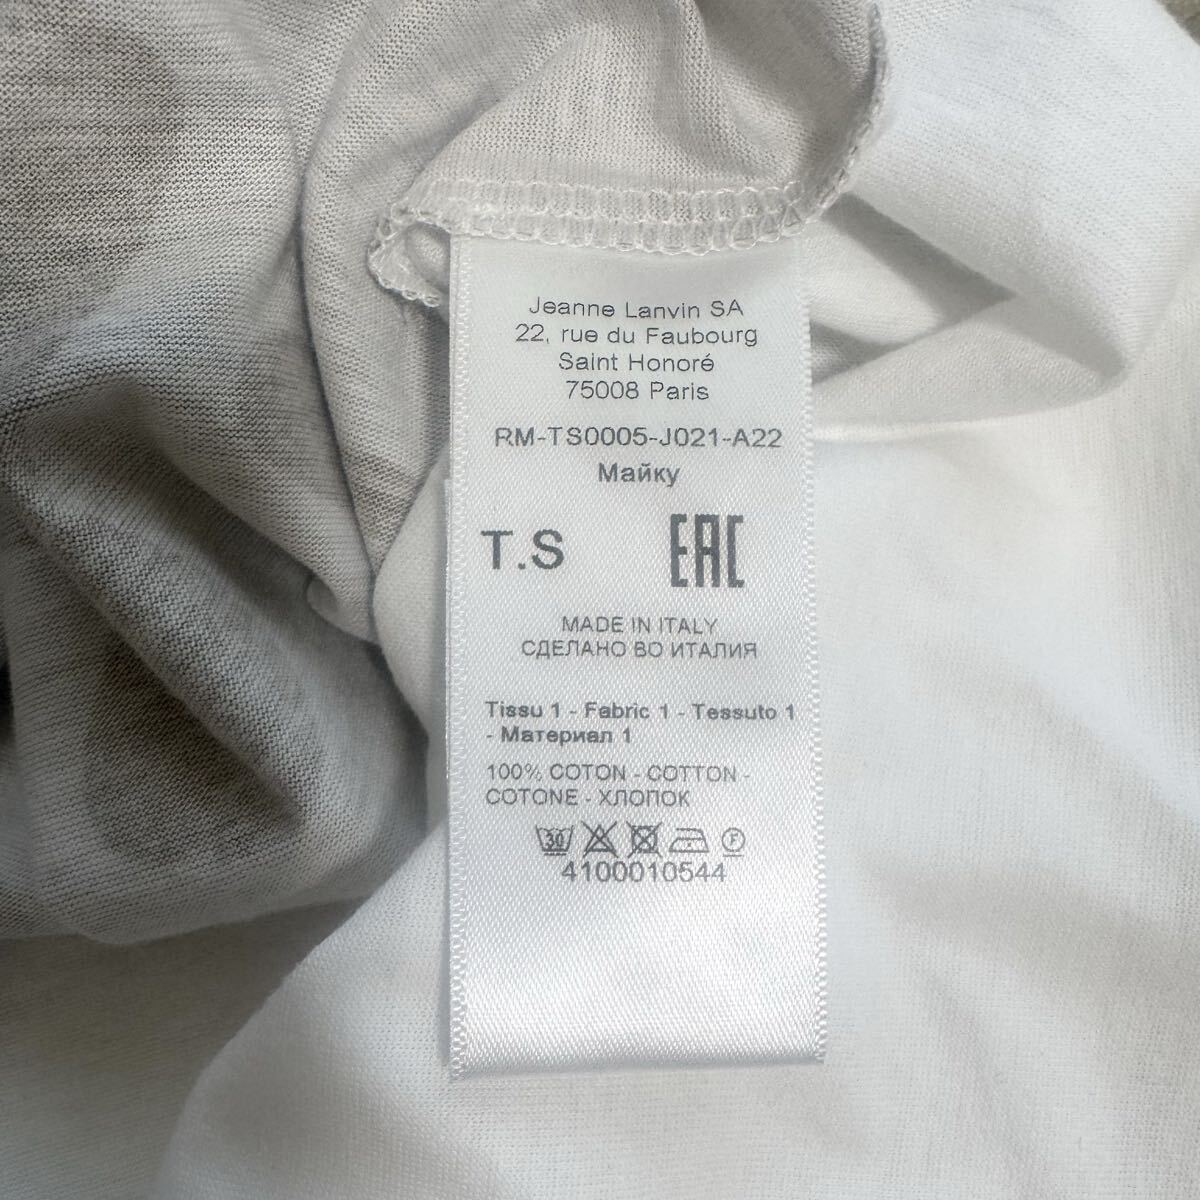 Jeanne Lanvin SA
22, rue du Faubourg
Saint Honoré
75008 Paris
RM-TS0005-J021-A22
Майку
T.S EAC
MADE IN ITALY
СДЕЛАНО ВО ИТАЛИЯ
Tissu 1 - Fabric 1 - Tessuto 1
- Материал 1
100% COTON - COTTON -
COTONE - ХЛОПОК
30 F
4100010544